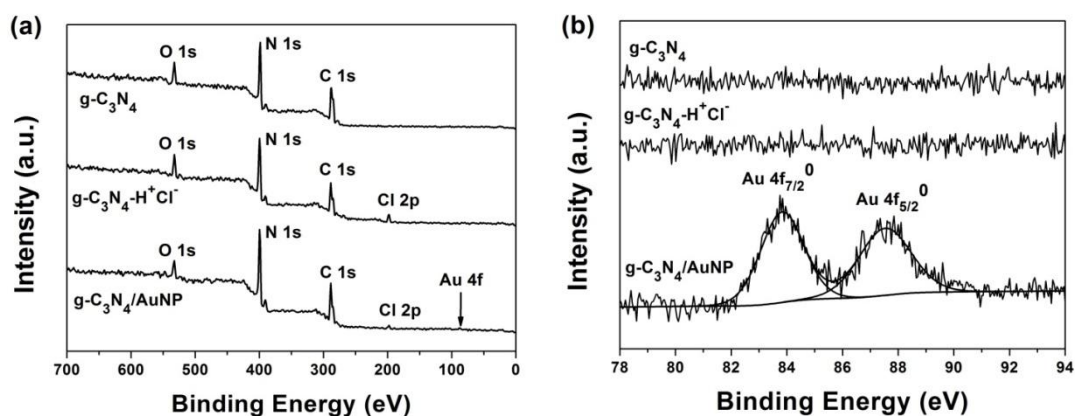 (a)
O 1s
N 1s
C 1s
g-C₃N₄
O 1s
N 1s
C 1s
Cl 2p
g-C₃N₄-H⁺Cl⁻
O 1s
N 1s
C 1s
Cl 2p
Au 4f
g-C₃N₄/AuNP
Intensity (a.u.)
700 600 500 400 300 200 100 0
Binding Energy (eV)
(b)
g-C₃N₄
g-C₃N₄-H⁺Cl⁻
Au 4f₇/₂⁰
Au 4f₅/₂⁰
g-C₃N₄/AuNP
Intensity (a.u.)
78 80 82 84 86 88 90 92 94
Binding Energy (eV)